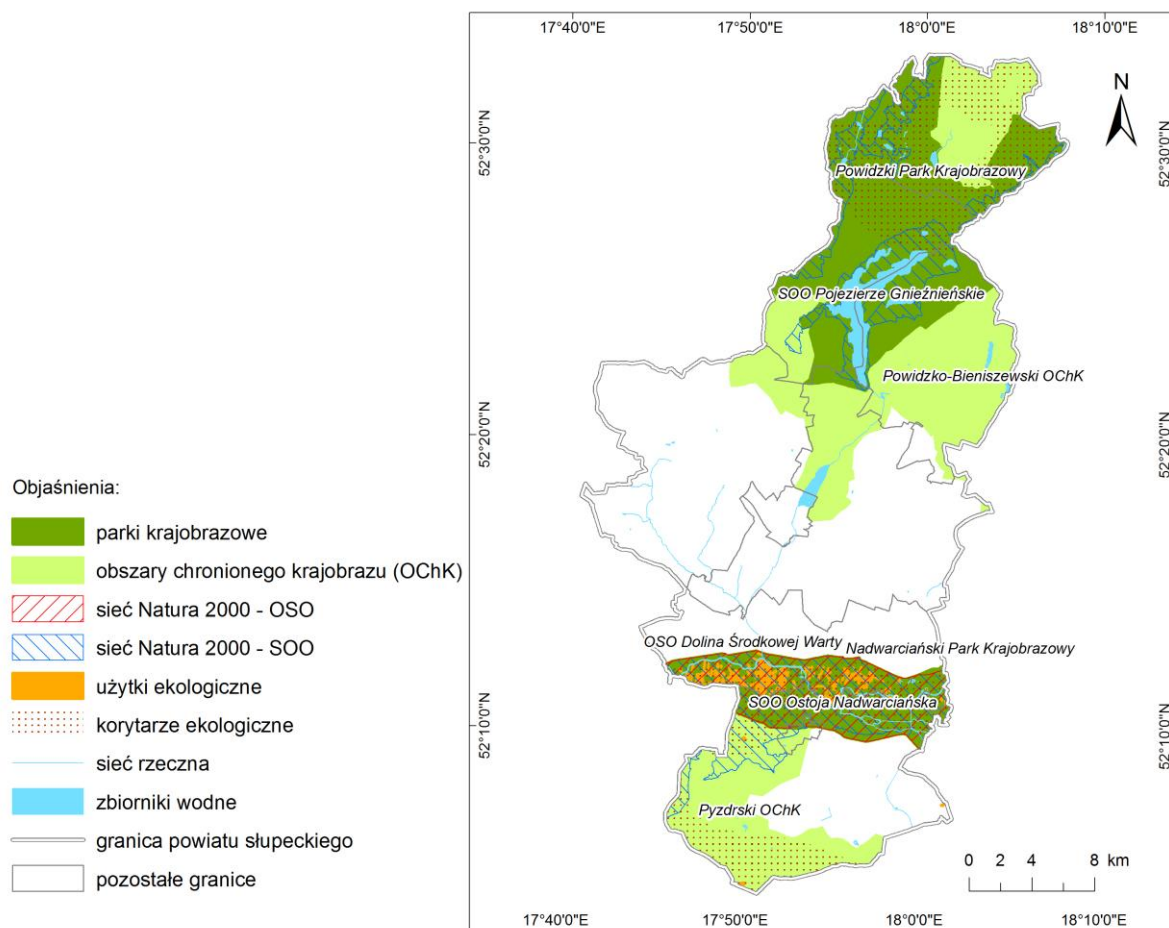 17°40'0"E 17°50'0"E 18°0'0"E 18°10'0"E
N
52°30'0"N 52°30'0"N
Powidzki Park Krajobrazowy
SOO Pojezierze Gnieźnieńskie
Powidzko-Bieniszewski OChK
52°20'0"N 52°20'0"N
Objaśnienia:
parki krajobrazowe
obszary chronionego krajobrazu (OChK)
sieć Natura 2000 - OSO
sieć Natura 2000 - SOO
użytki ekologiczne
korytarze ekologiczne
sieć rzeczna
zbiorniki wodne
granica powiatu słupeckiego
pozostałe granice
OSO Dolina Środkowej Warty
Nadwarciański Park Krajobrazowy
SOO Ostoja Nadwarciańska
52°10'0"N 52°10'0"N
Pyzdrski OChK
0 2 4 8 km
17°40'0"E 17°50'0"E 18°0'0"E 18°10'0"E